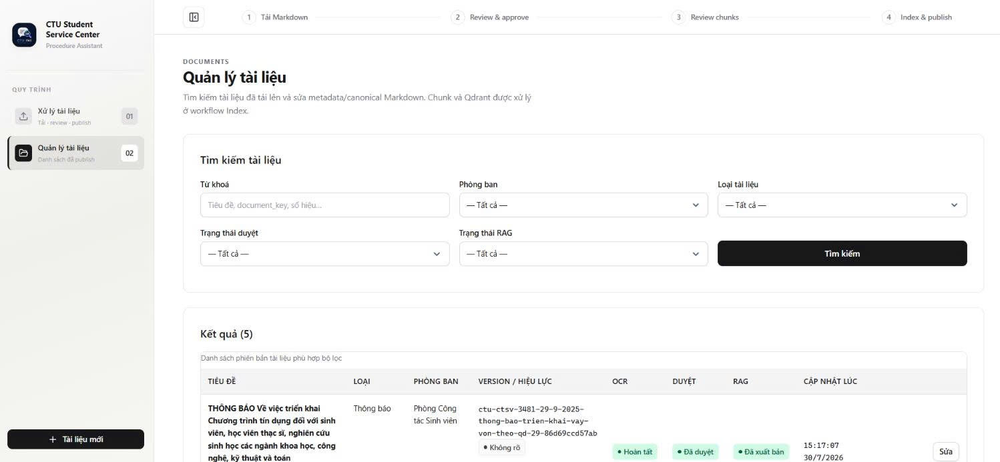 CTU Student
Service Center
Procedure Assistant
QUY TRÌNH
Xử lý tài liệu
Tải · review · publish
01
Quản lý tài liệu
Danh sách đã publish
02
+ Tài liệu mới
1 Tải Markdown
2 Review & approve
3 Review chunks
4 Index & publish
DOCUMENTS
Quản lý tài liệu
Tìm kiếm tài liệu đã tải lên và sửa metadata/canonical Markdown. Chunk và Qdrant được xử lý
ở workflow Index.
Tìm kiếm tài liệu
Từ khoá
Phòng ban
Loại tài liệu
Tiêu đề, document_key, số hiệu...
— Tất cả —
— Tất cả —
Trạng thái duyệt
Trạng thái RAG
— Tất cả —
— Tất cả —
Tìm kiếm
Kết quả (5)
Danh sách phiên bản tài liệu phù hợp bộ lọc
TIÊU ĐỀ LOẠI PHÒNG BAN VERSION / HIỆU LỰC OCR DUYỆT RAG CẬP NHẬT LÚC
THÔNG BÁO Về việc triển khai
Chương trình tín dụng đối với sinh
viên, học viên thạc sĩ, nghiên cứu
sinh học các ngành khoa học, công
nghệ, kỹ thuật và toán
Thông báo
Phòng Công
tác Sinh viên
ctu-ctsv-3481-29-9-2025-
thong-bao-trien-khai-vay-
von-theo-qd-29-86d69ccd57ab
Không rõ
Hoàn tất
Đã duyệt
Đã xuất bản
15:17:07
30/7/2026
Sửa